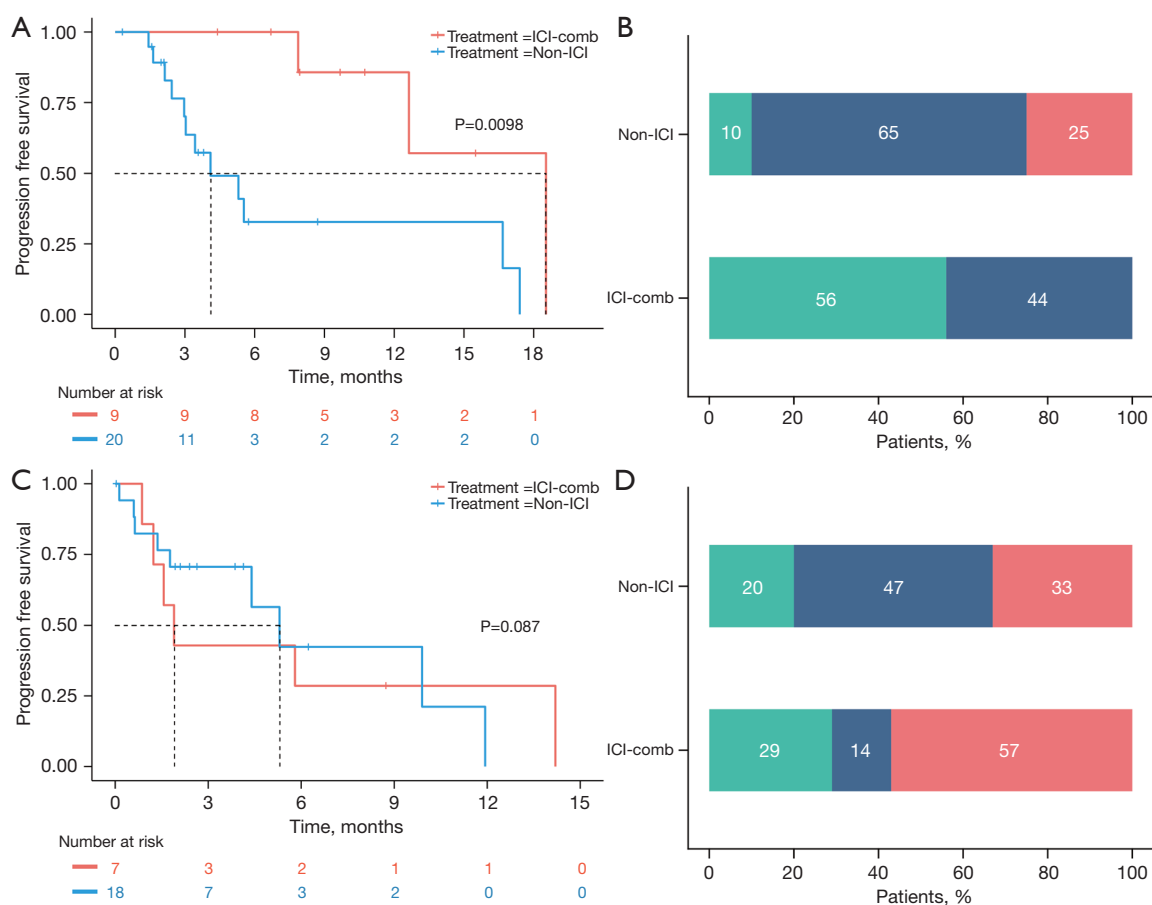 A
Progression free survival
1.00
0.75
0.50
0.25
0.00
Treatment =ICI-comb
Treatment =Non-ICI
P=0.0098
0 3 6 9 12 15 18
Time, months
Number at risk
9 9 8 5 3 2 1
20 11 3 2 2 2 0
B
Non-ICI
10 65 25
ICI-comb
56 44
0 20 40 60 80 100
Patients, %
C
Progression free survival
1.00
0.75
0.50
0.25
0.00
Treatment =ICI-comb
Treatment =Non-ICI
P=0.087
0 3 6 9 12 15
Time, months
Number at risk
7 3 2 1 1 0
18 7 3 2 0 0
D
Non-ICI
20 47 33
ICI-comb
29 14 57
0 20 40 60 80 100
Patients, %